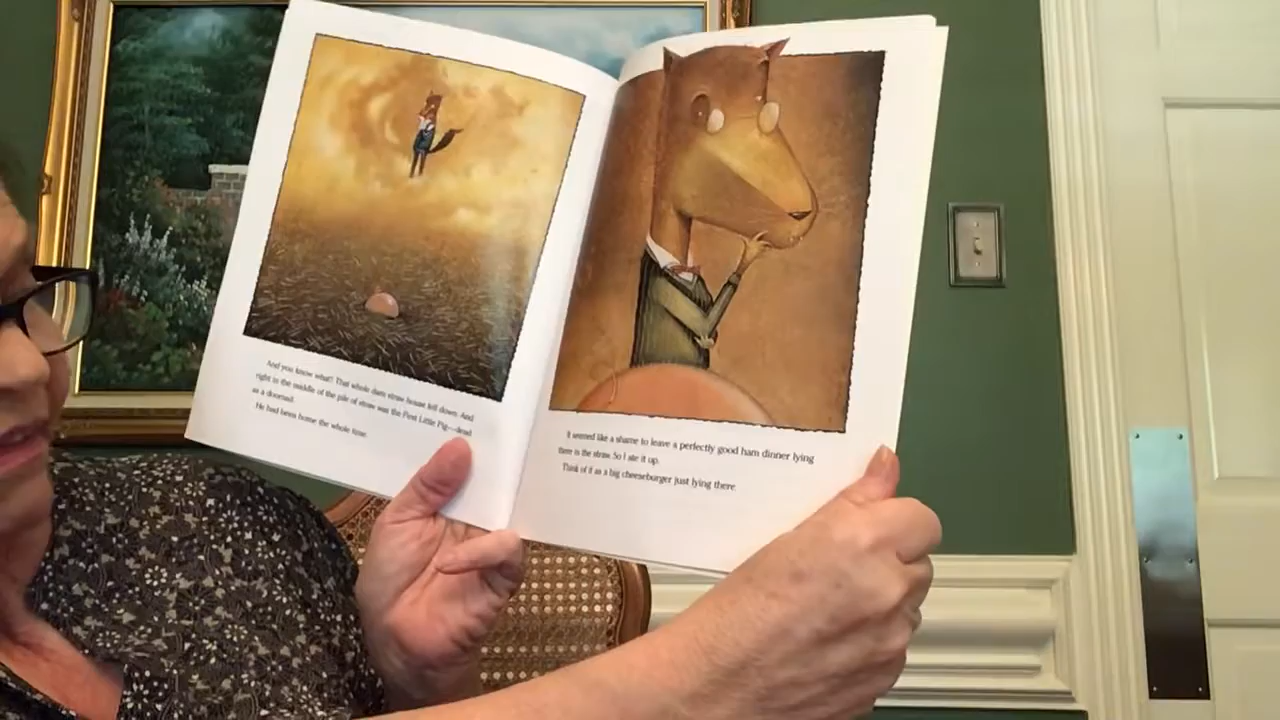 And you know what? That whole darn straw house fell down. And
right in the middle of the pile of straw was the First Little Pig—dead
as a doornail.
He had been home the whole time.
It seemed like a shame to leave a perfectly good ham dinner lying
there in the straw. So I ate it up.
Think of it as a big cheeseburger just lying there.